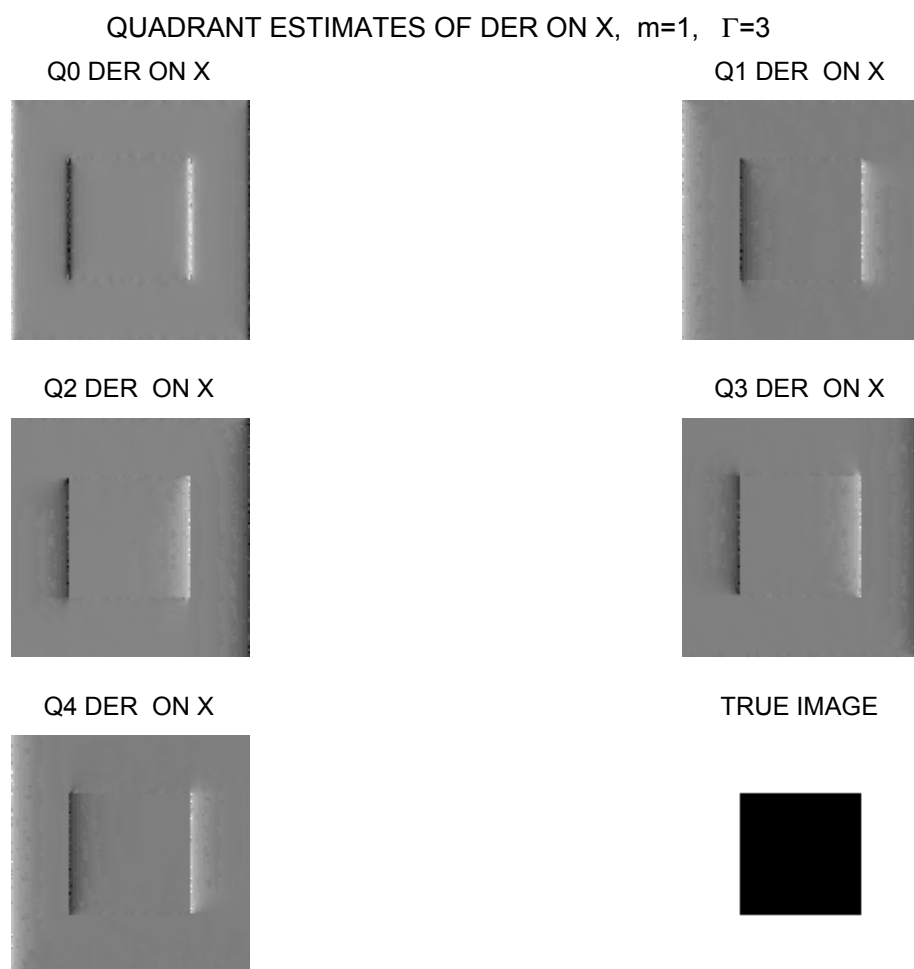 QUADRANT ESTIMATES OF DER ON X, m=1, Γ=3
Q0 DER ON X
Q1 DER ON X
Q2 DER ON X
Q3 DER ON X
Q4 DER ON X
TRUE IMAGE